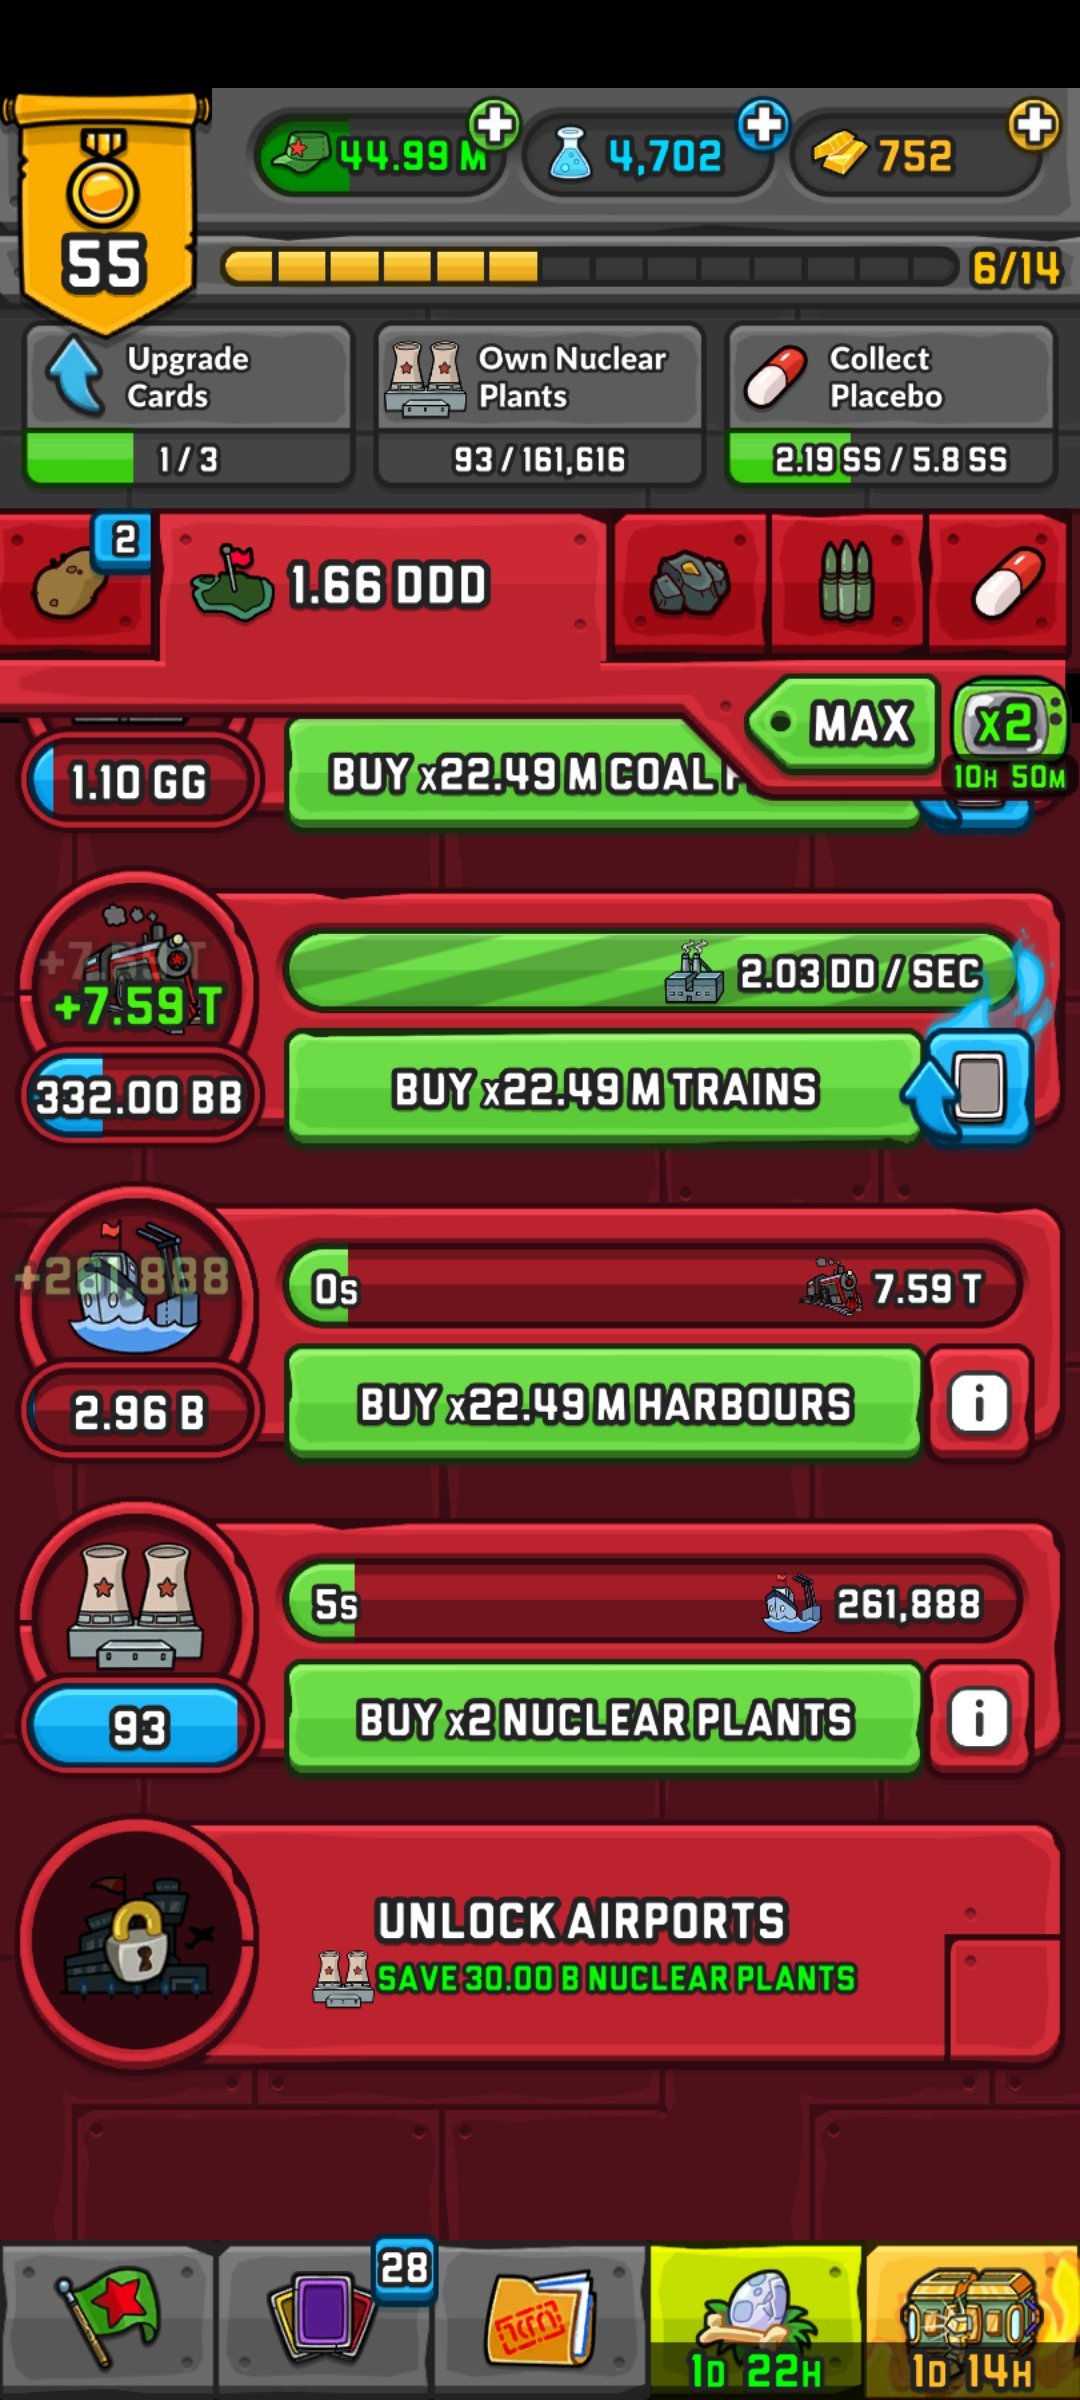 44.99 M
4,702
752
55
6/14
Upgrade
Cards
1 / 3
Own Nuclear
Plants
93 / 161,616
Collect
Placebo
2.19 SS / 5.8 SS
2
1.66 DDD
MAX
X2
10H 50M
1.10 GG
BUY x22.49 M COAL
+7.59 T
2.03 DD / SEC
332.00 BB
BUY x22.49 M TRAINS
0s
7.59 T
2.96 B
BUY x22.49 M HARBOURS
i
5s
261,888
93
BUY x2 NUCLEAR PLANTS
i
UNLOCK AIRPORTS
SAVE 30.00 B NUCLEAR PLANTS
28
1D 22H
1D 14H